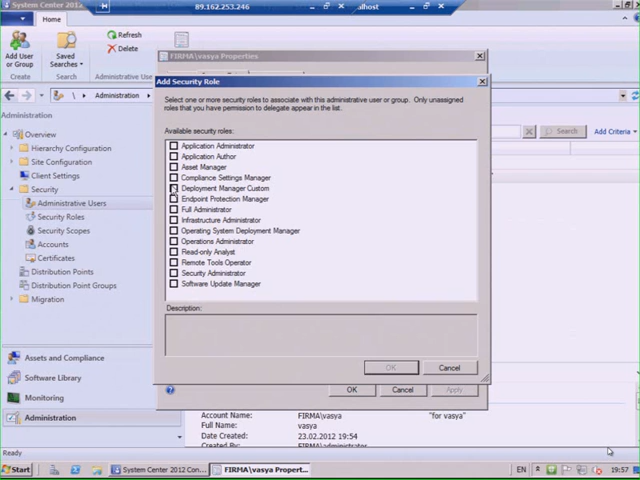 System Center 2012
89.162.253.246
alhost
Home
Add User
or Group
Saved
Searches
Refresh
Delete
Create
Search
Administrative Us
FIRMA\vasya Properties
Add Security Role
Select one or more security roles to associate with this administrative user or group. Only unassigned
roles that you have permission to delegate appear in the list.
Available security roles:
Application Administrator
Application Author
Asset Manager
Compliance Settings Manager
Deployment Manager Custom
Endpoint Protection Manager
Full Administrator
Infrastructure Administrator
Operating System Deployment Manager
Operations Administrator
Read-only Analyst
Remote Tools Operator
Security Administrator
Software Update Manager
Description:
OK
Cancel
OK
Cancel
Apply
\ Administration
Search
Add Criteria
Administration
Overview
Hierarchy Configuration
Site Configuration
Client Settings
Security
Administrative Users
Security Roles
Security Scopes
Accounts
Certificates
Distribution Points
Distribution Point Groups
Migration
Assets and Compliance
Software Library
Monitoring
Administration
Account Name: FIRMA\vasya "for vasya"
Full Name: vasya
Date Created: 23.02.2012 19:54
Created By: FIRMA\administrator
Ready
Start
System Center 2012 Con...
FIRMA\vasya Propert...
EN
19:57